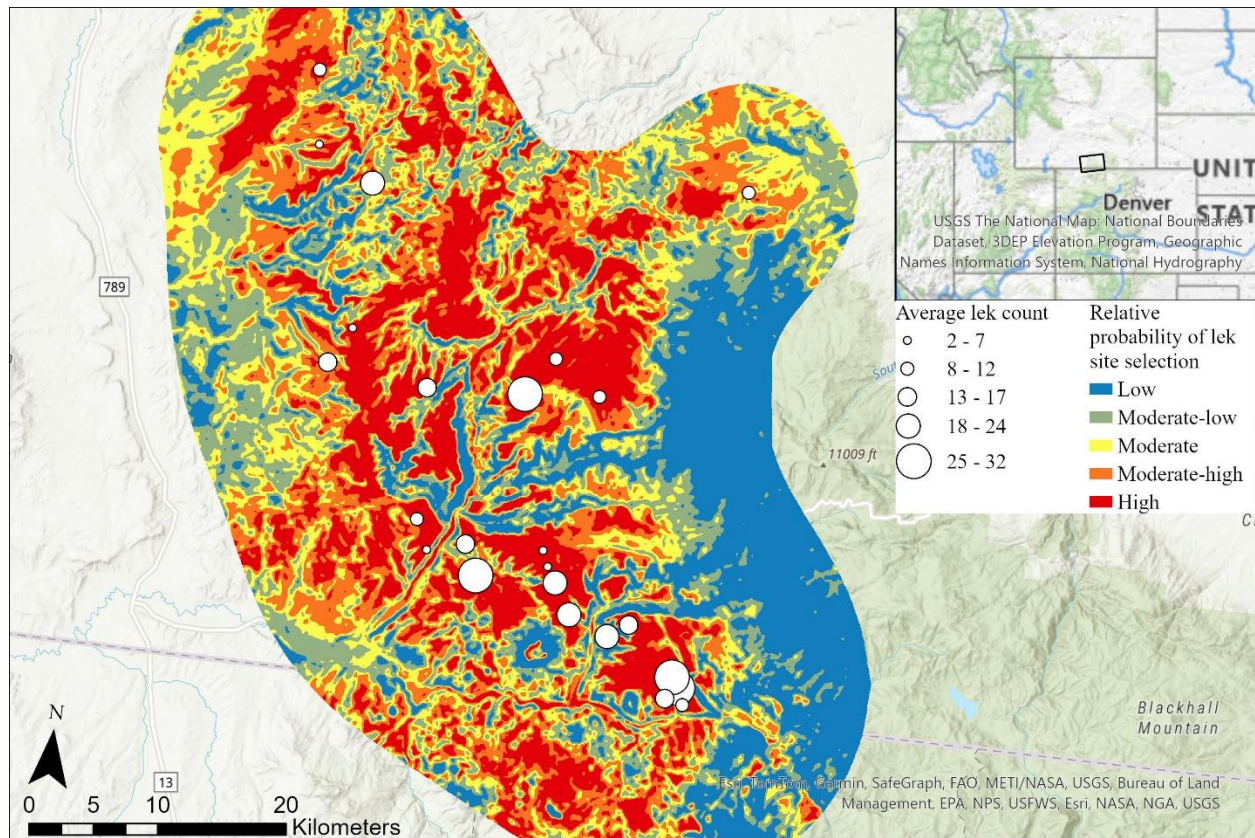 789
11009 ft
Sou
Blackhall
Mountain
13
C
N
0 5 10 20
Kilometers
UNIT
STAT
Denver
USGS The National Map: National Boundaries
Dataset, 3DEP Elevation Program, Geographic
Names Information System, National Hydrography
Average lek count
2 - 7
8 - 12
13 - 17
18 - 24
25 - 32
Relative
probability of lek
site selection
Low
Moderate-low
Moderate
Moderate-high
High
Esri, TomTom, Garmin, SafeGraph, FAO, METI/NASA, USGS, Bureau of Land
Management, EPA, NPS, USFWS, Esri, NASA, NGA, USGS